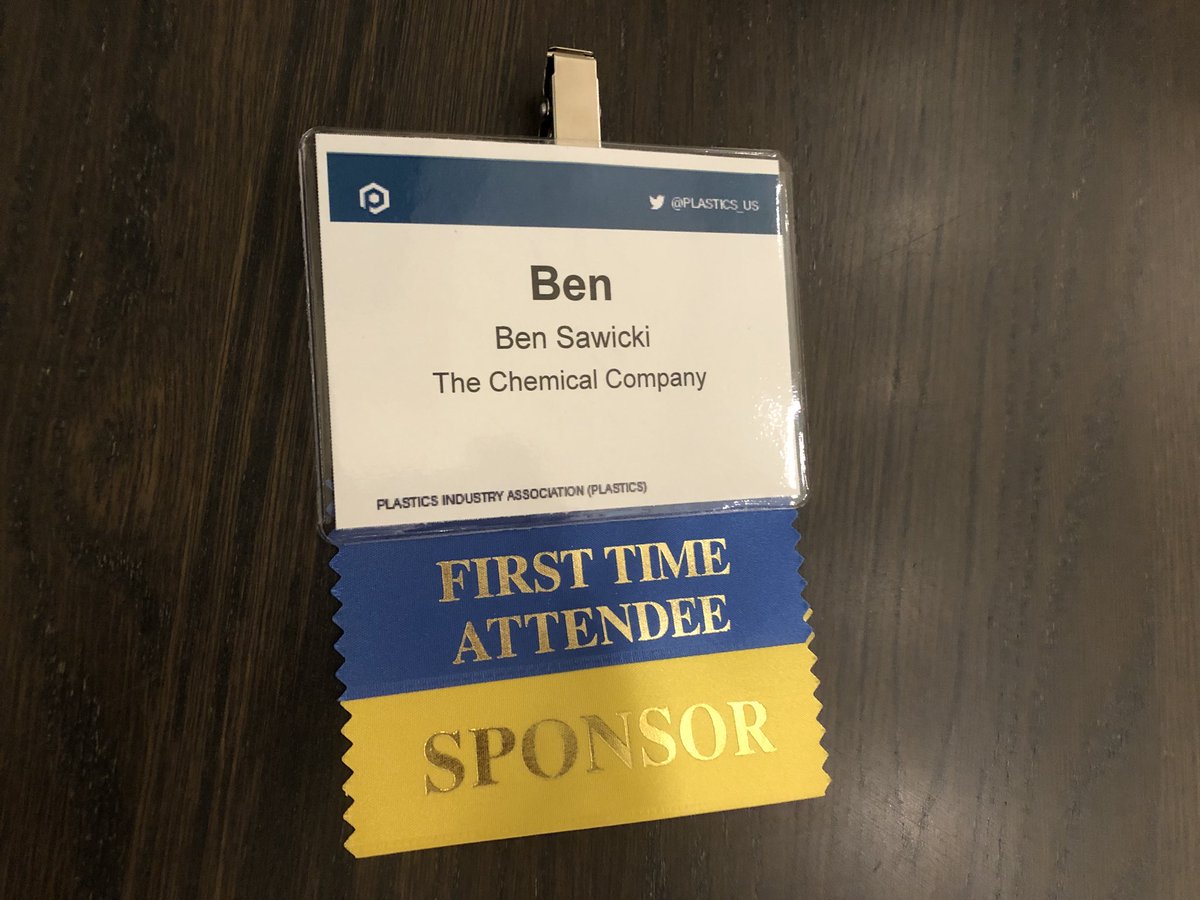 @PLASTICS_US
Ben
Ben Sawicki
The Chemical Company
PLASTICS INDUSTRY ASSOCIATION (PLASTICS)
FIRST TIME
ATTENDEE
SPONSOR